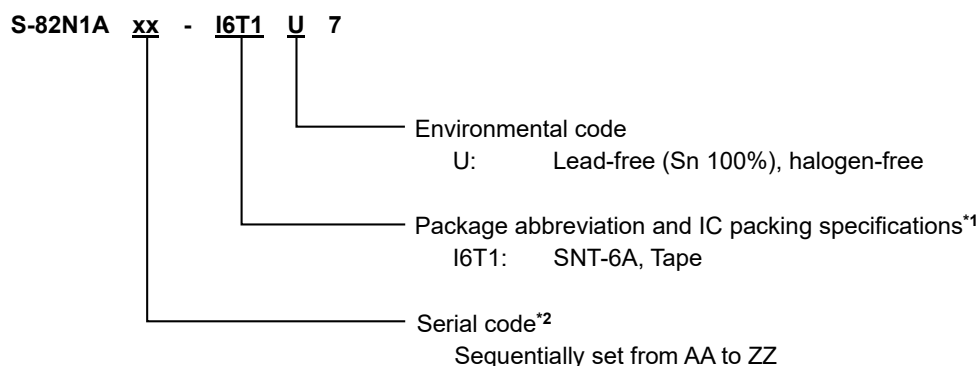 S-82N1A xx - I6T1 U 7
Environmental code
U: Lead-free (Sn 100%), halogen-free
Package abbreviation and IC packing specifications*1
I6T1: SNT-6A, Tape
Serial code*2
Sequentially set from AA to ZZ